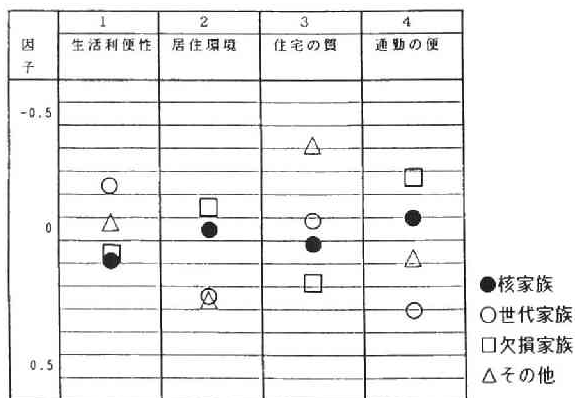 1 2 3 4
因子 生活利便性 居住環境 住宅の質 通勤の便
-0.5
0
0.5
●核家族
○世代家族
□欠損家族
△その他